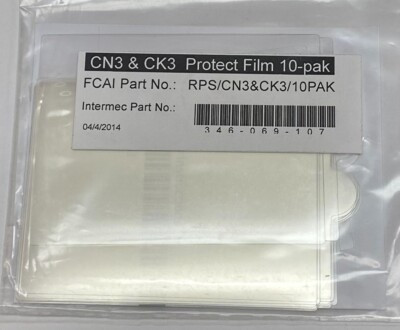 CN3 & CK3 Protect Film 10-pak
FCAI Part No.: RPS/CN3&CK3/10PAK
Intermec Part No.:
346-069-107
04/4/2014